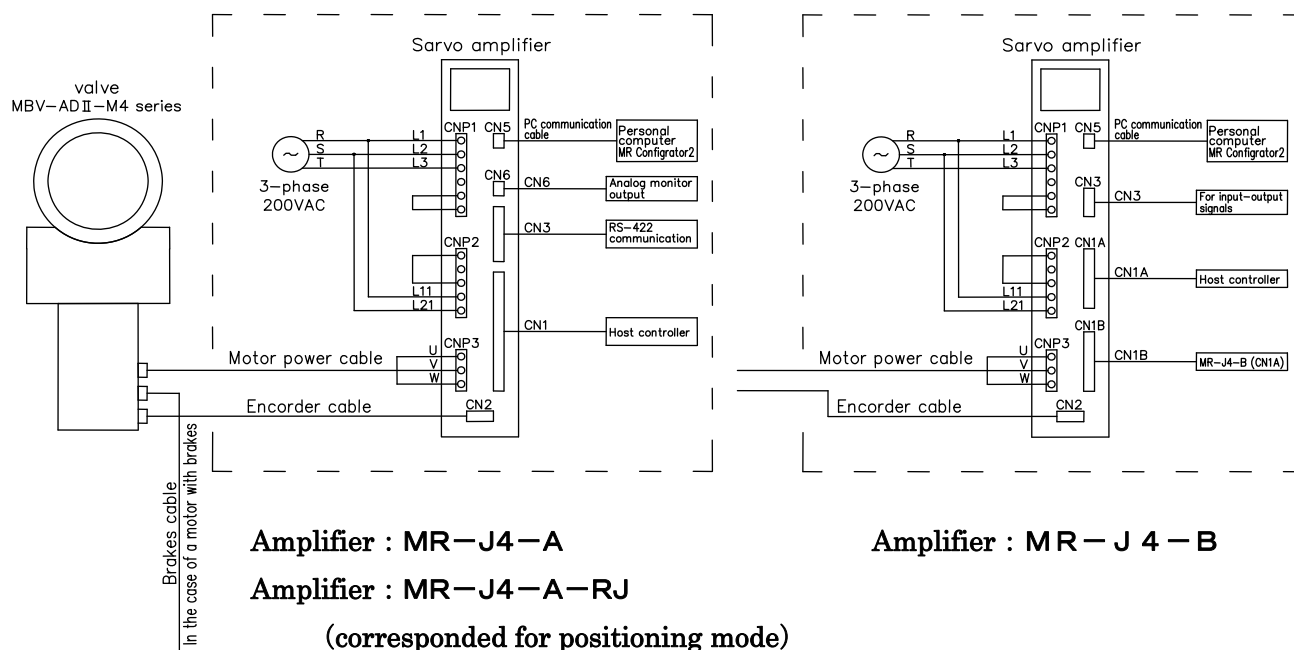 valve
MBV-ADⅡ-M4 series
Sarvo amplifier
CNP1
CN5
PC communication
cable
Personal
computer
MR Configrator2
R
S
T
L1
L2
L3
~
3-phase
200VAC
CN6
CN6
Analog monitor
output
CN3
RS-422
communication
CNP2
L11
L21
CN1
Host controller
CNP3
U
V
W
Motor power cable
CN2
Encorder cable
Brakes cable
In the case of a motor with brakes
Amplifier : MR-J4-A
Amplifier : MR-J4-A-RJ
(corresponded for positioning mode)
Sarvo amplifier
CNP1
CN5
PC communication
cable
Personal
computer
MR Configrator2
R
S
T
L1
L2
L3
~
3-phase
200VAC
CN3
CN3
For input-output
signals
CNP2
CN1A
CN1A
Host controller
L11
L21
CN1B
CN1B
MR-J4-B (CN1A)
CNP3
U
V
W
Motor power cable
CN2
Encorder cable
Amplifier : MR-J4-B